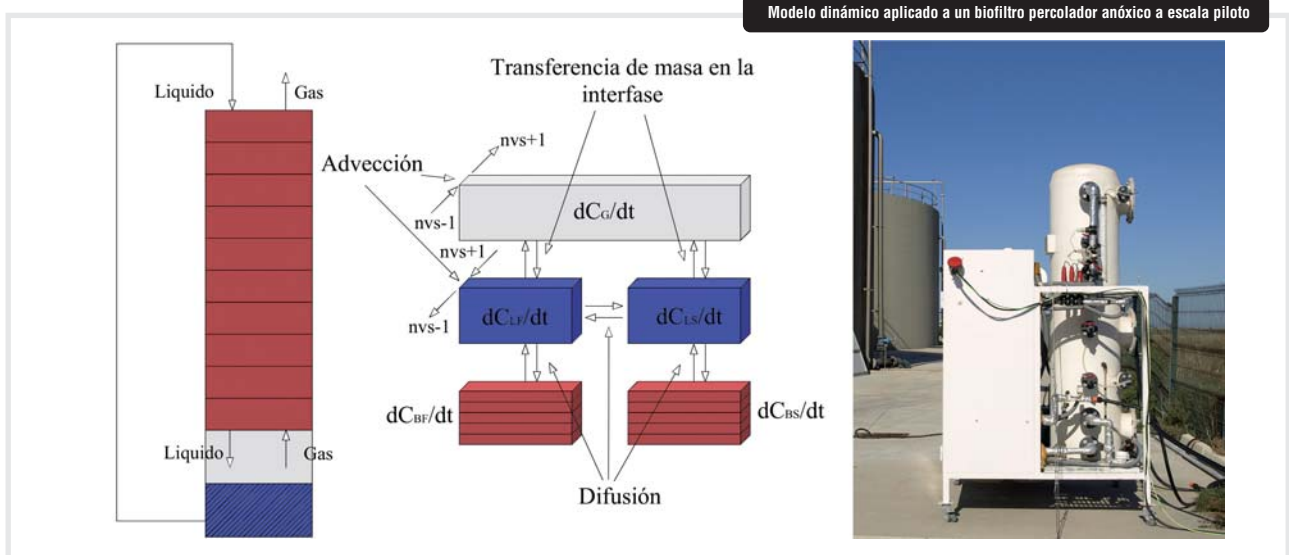 Modelo dinámico aplicado a un biofiltro percolador anóxico a escala piloto
Liquido
Gas
Liquido
Gas
Transferencia de masa en la
interfase
Advección
nvs+1
nvs-1
dCG/dt
nvs+1
nvs-1
dCLF/dt
dCLS/dt
dCBF/dt
dCBS/dt
Difusión